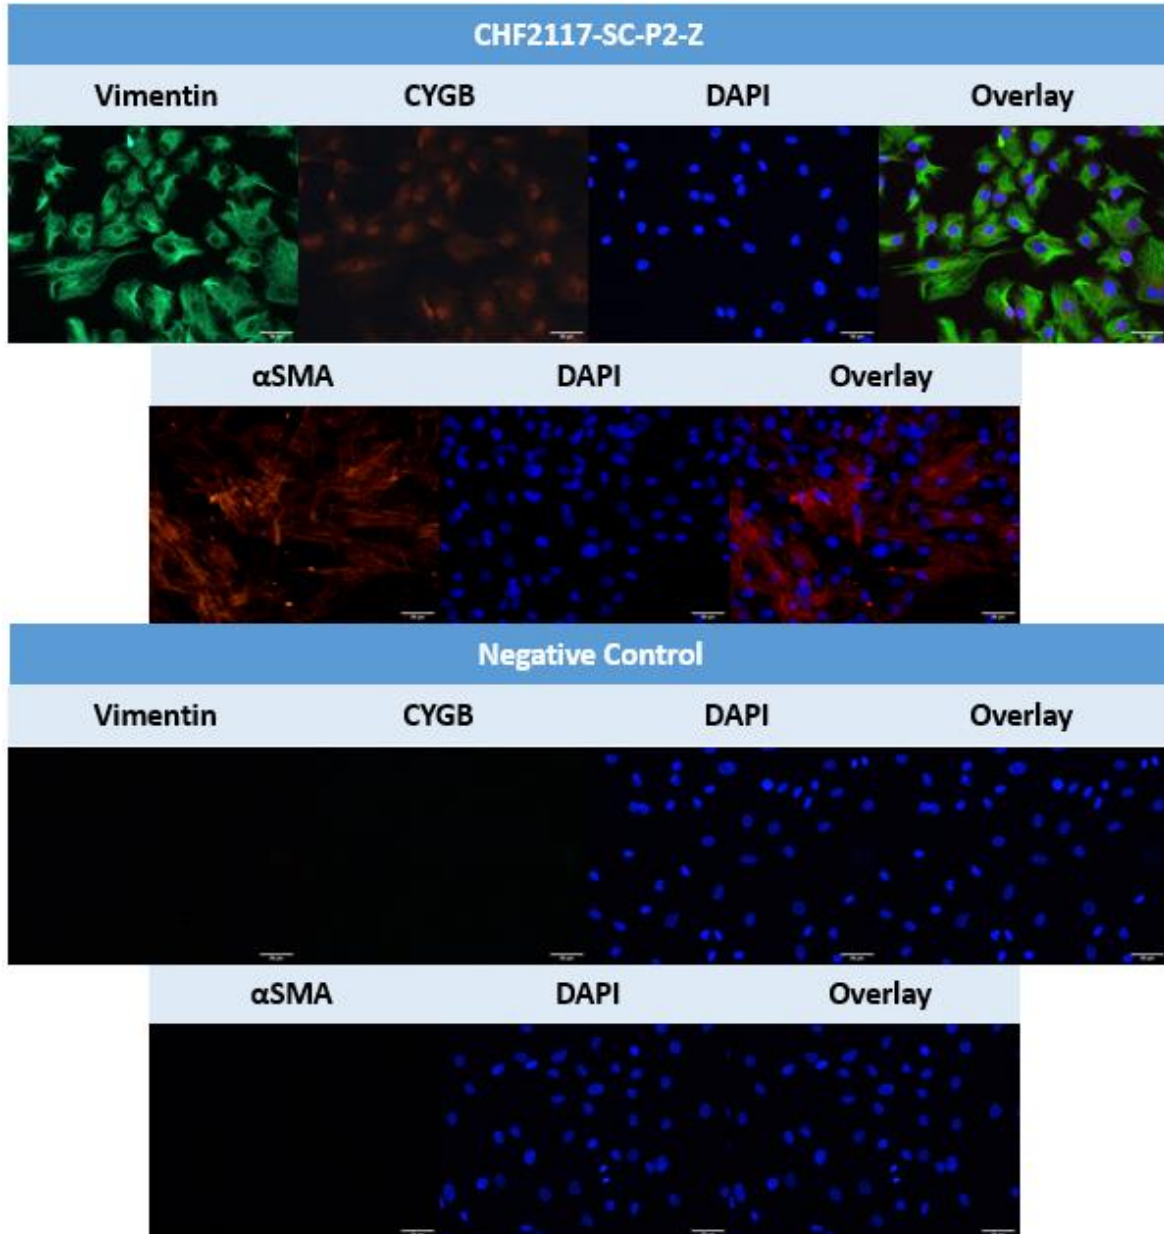 CHF2117-SC-P2-Z
Vimentin CYGB DAPI Overlay
αSMA DAPI Overlay
Negative Control
Vimentin CYGB DAPI Overlay
αSMA DAPI Overlay